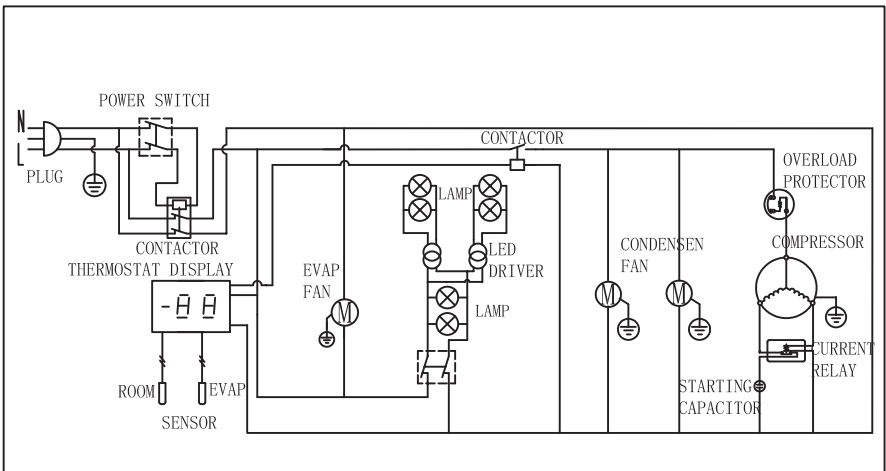 POWER SWITCH
N
L
PLUG
CONTACTOR
CONTACTOR
OVERLOAD
PROTECTOR
LAMP
LED
DRIVER
CONDENSEN
FAN
COMPRESSOR
THERMOSTAT DISPLAY
EVAP
FAN
-88
M
LAMP
M
M
CURRENT
RELAY
ROOM
EVAP
SENSOR
STARTING
CAPACITOR